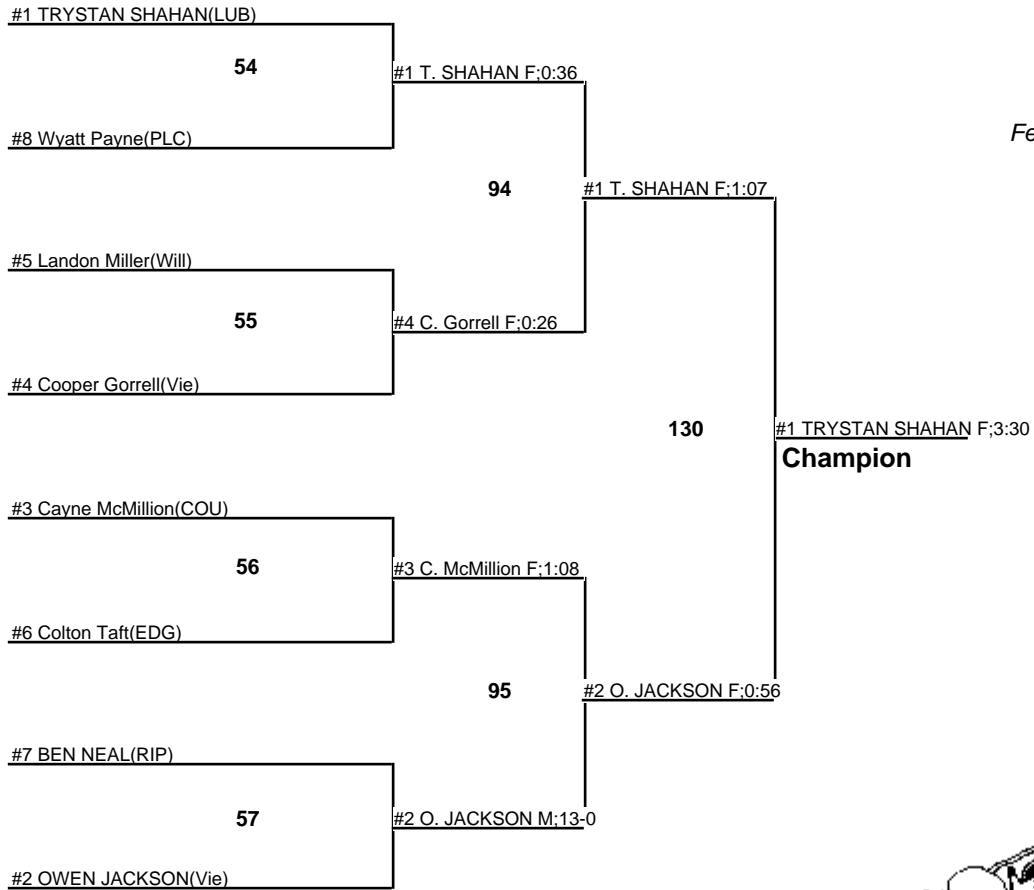 #1 TRYSTAN SHAHAN(LUB)
54
#1 T. SHAHAN F;0:36
#8 Wyatt Payne(PLC)
Fe
94
#1 T. SHAHAN F;1:07
#5 Landon Miller(Will)
55
#4 C. Gorrell F;0:26
#4 Cooper Gorrell(Vie)
130
#1 TRYSTAN SHAHAN F;3:30
Champion
#3 Cayne McMillion(COU)
56
#3 C. McMillion F;1:08
#6 Colton Taft(EDG)
95
#2 O. JACKSON F;0:56
#7 BEN NEAL(RIP)
57
#2 O. JACKSON M;13-0
#2 OWEN JACKSON(Vie)